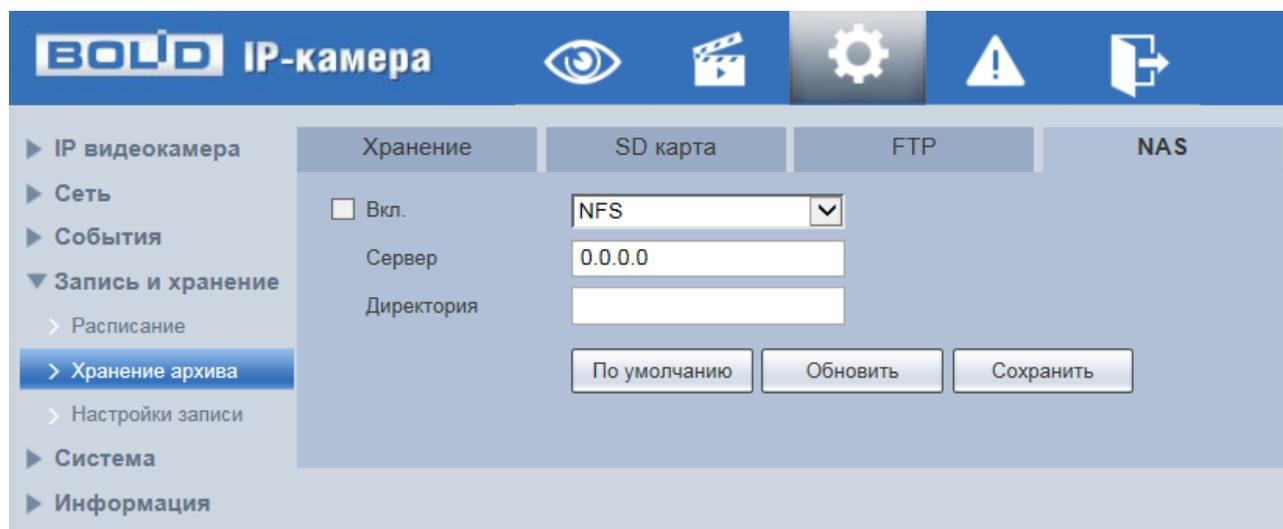 BOLID IP-камера
IP видеокамера
Сеть
События
Запись и хранение
Расписание
Хранение архива
Настройки записи
Система
Информация
Хранение SD карта FTP NAS
Вкл. NFS
Сервер 0.0.0.0
Директория
По умолчанию Обновить Сохранить